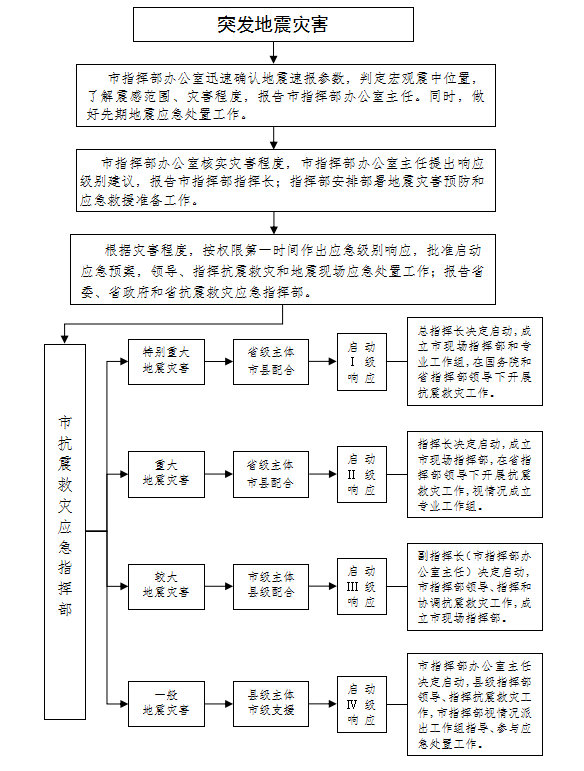 突发地震灾害
市指挥部办公室迅速确认地震速报参数，判定宏观震中位置，
了解震感范围、灾害程度，报告市指挥部办公室主任。同时，做
好先期地震应急处置工作。
市指挥部办公室核实灾害程度，市指挥部办公室主任提出响应
级别建议，报告市指挥部指挥长；指挥部安排部署地震灾害预防和
应急救援准备工作。
根据灾害程度，按权限第一时间作出应急级别响应，批准启动
应急预案，领导、指挥抗震救灾和地震现场应急处置工作；报告省
委、省政府和省抗震救灾应急指挥部。
市抗震救灾应急指挥部
特别重大
地震灾害
省级主体
市县配合
启动
I 级
响应
总指挥长决定启动，成
立市现场指挥部和专
业工作组，在国务院和
省指挥部领导下开展
抗震救灾工作。
重大
地震灾害
省级主体
市县配合
启动
II 级
响应
指挥长决定启动，成立
市现场指挥部，在省指
挥部领导下开展抗震
救灾工作，视情况成立
专业工作组。
较大
地震灾害
市级主体
县级配合
启动
III 级
响应
副指挥长（市指挥部办
公室主任）决定启动，
市指挥部领导、指挥和
协调抗震救灾工作，成
立市现场指挥部。
一般
地震灾害
县级主体
市级支援
启动
Ⅳ 级
响应
市指挥部办公室主任
决定启动，县级指挥部
领导、指挥抗震救灾工
作，市指挥部视情况派
出工作组指导、参与应
急处置工作。